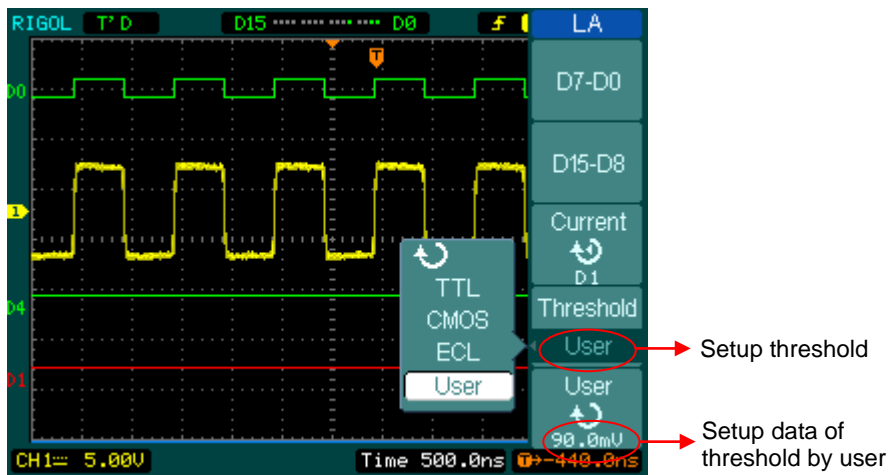 RIGOL T'D D15 D0 LA
D7-D0
D0
D15-D8
1
Current
D1
TTL
CMOS
ECL
User
D4
Threshold
User
Setup threshold
D1
User
90.0mV
Setup data of
threshold by user
CH1 5.00V Time 500.0ns T→-440.0ns
T